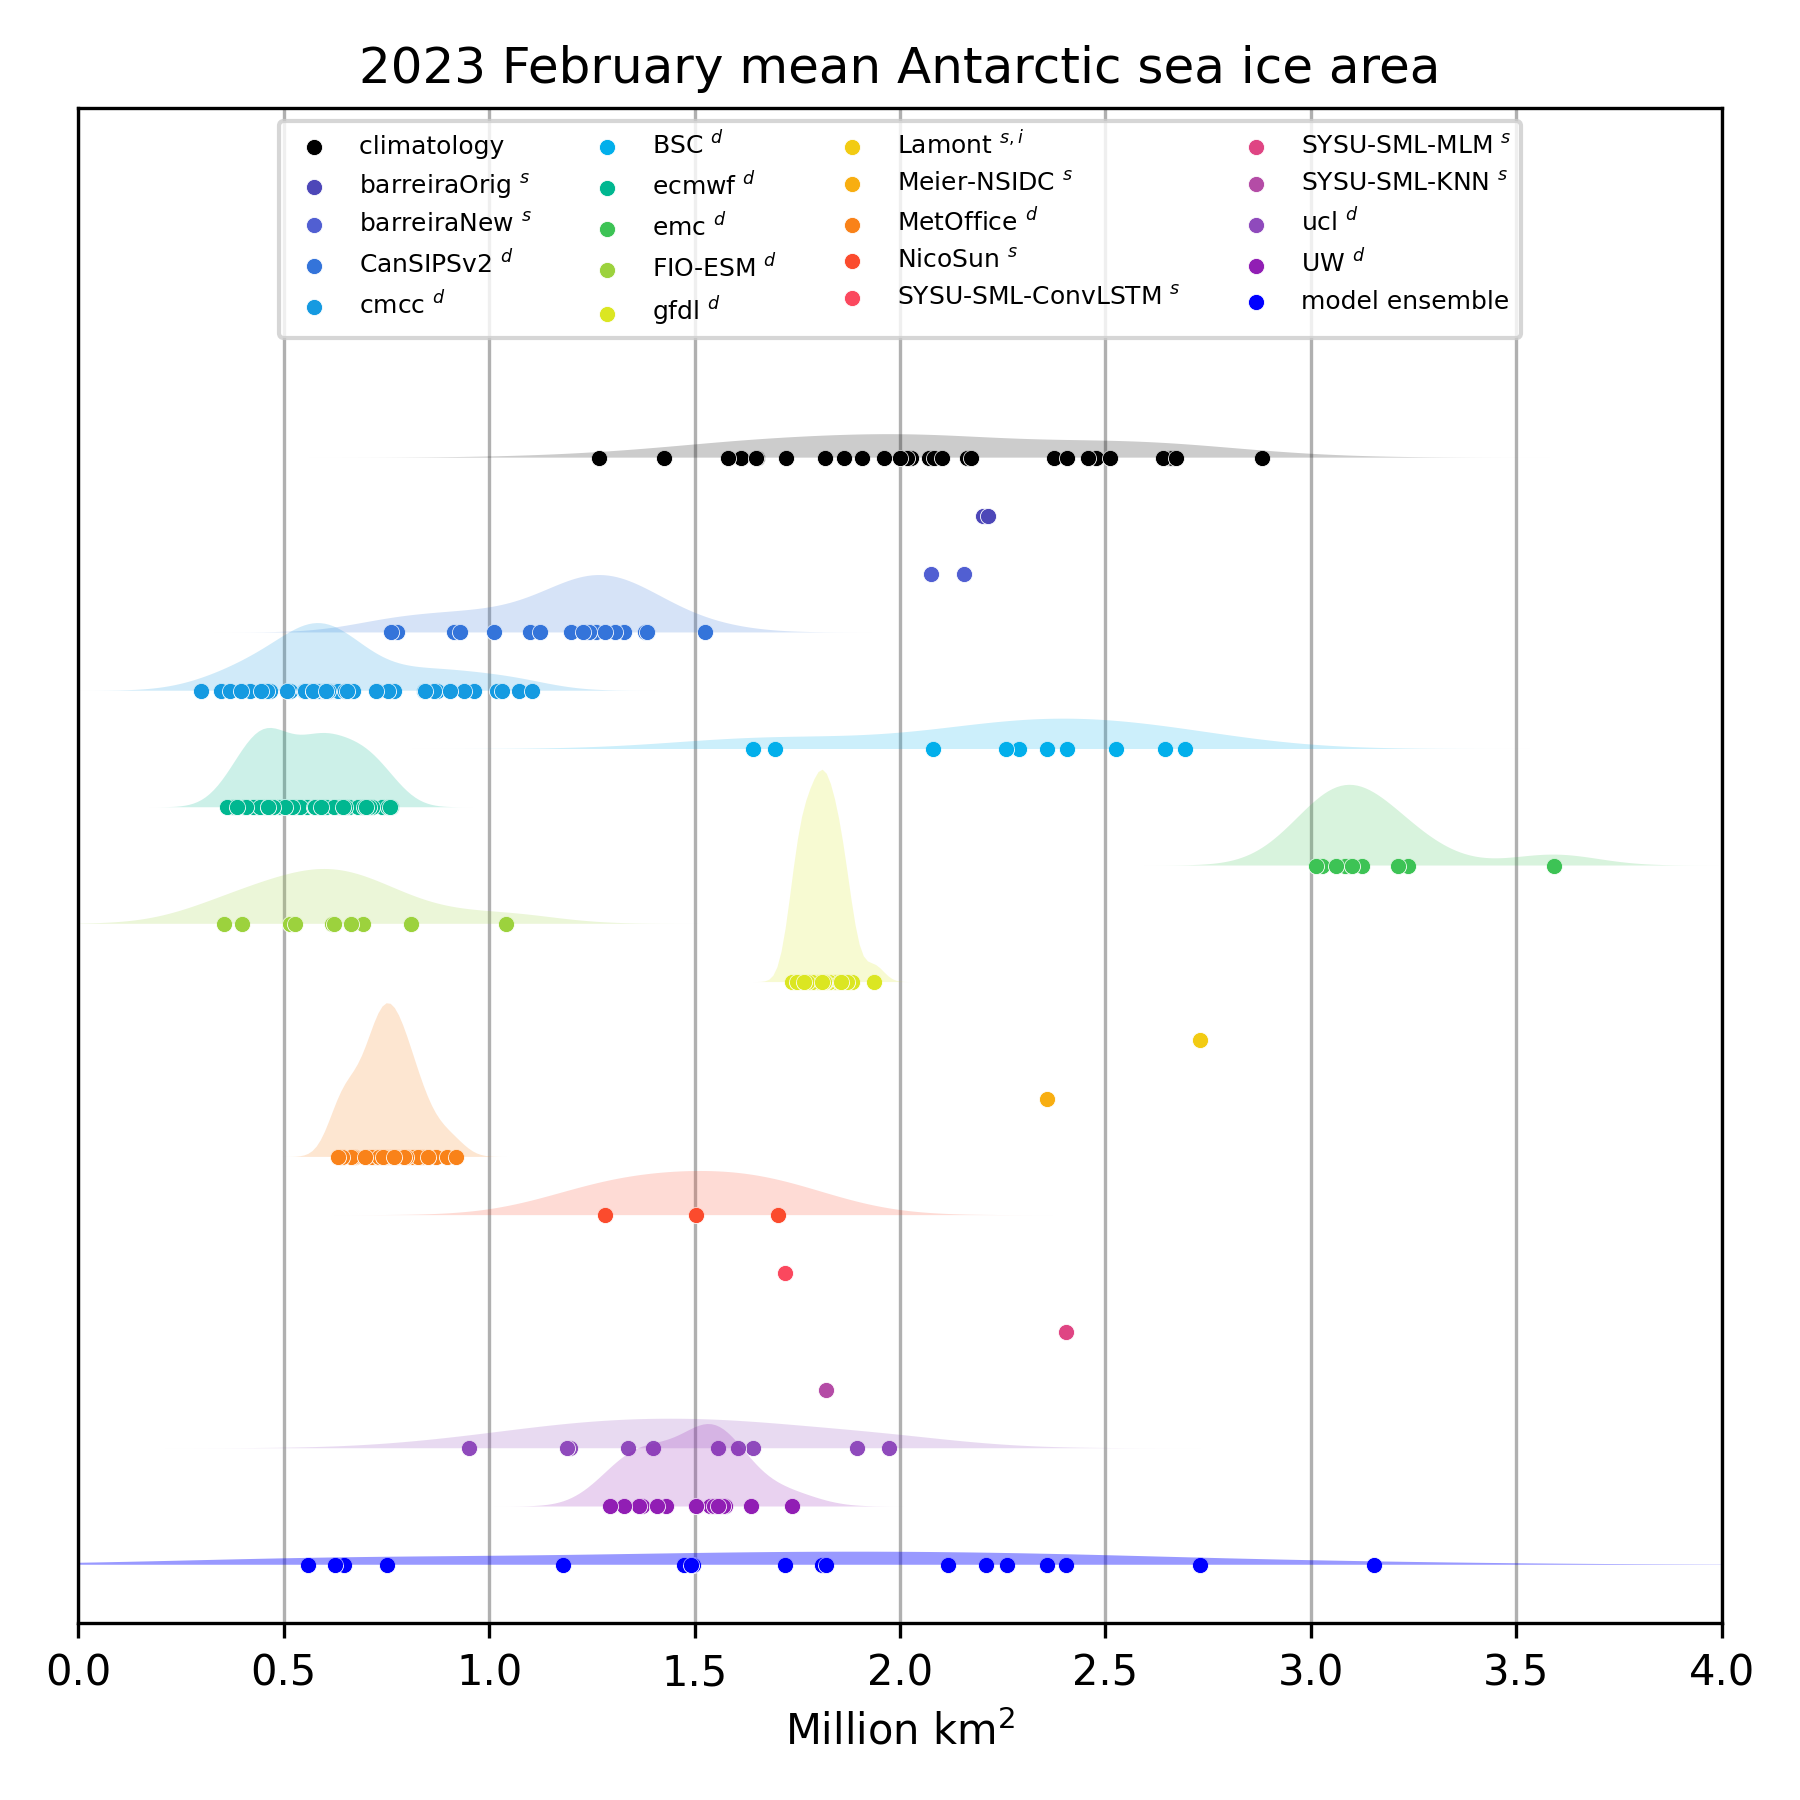 2023 February mean Antarctic sea ice area
climatology
barreiraOrig s
barreiraNew s
CanSIPSv2 d
cmcc d
BSC d
ecmwf d
emc d
FIO-ESM d
gfdl d
Lamont s,i
Meier-NSIDC s
MetOffice d
NicoSun s
SYSU-SML-ConvLSTM s
SYSU-SML-MLM s
SYSU-SML-KNN s
ucl d
UW d
model ensemble
0.0 0.5 1.0 1.5 2.0 2.5 3.0 3.5 4.0
Million km2